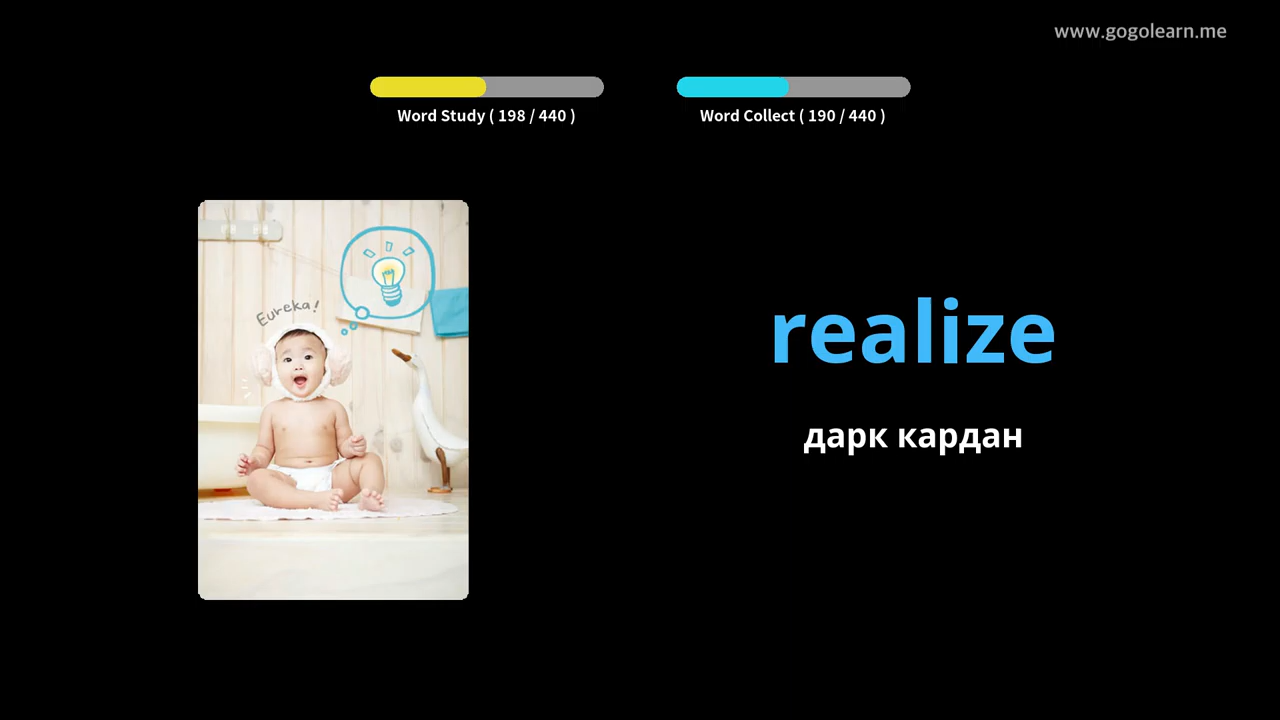 www.gogolearn.me
Word Study ( 198 / 440 )
Word Collect ( 190 / 440 )
Eureka!
realize
дарк кардан